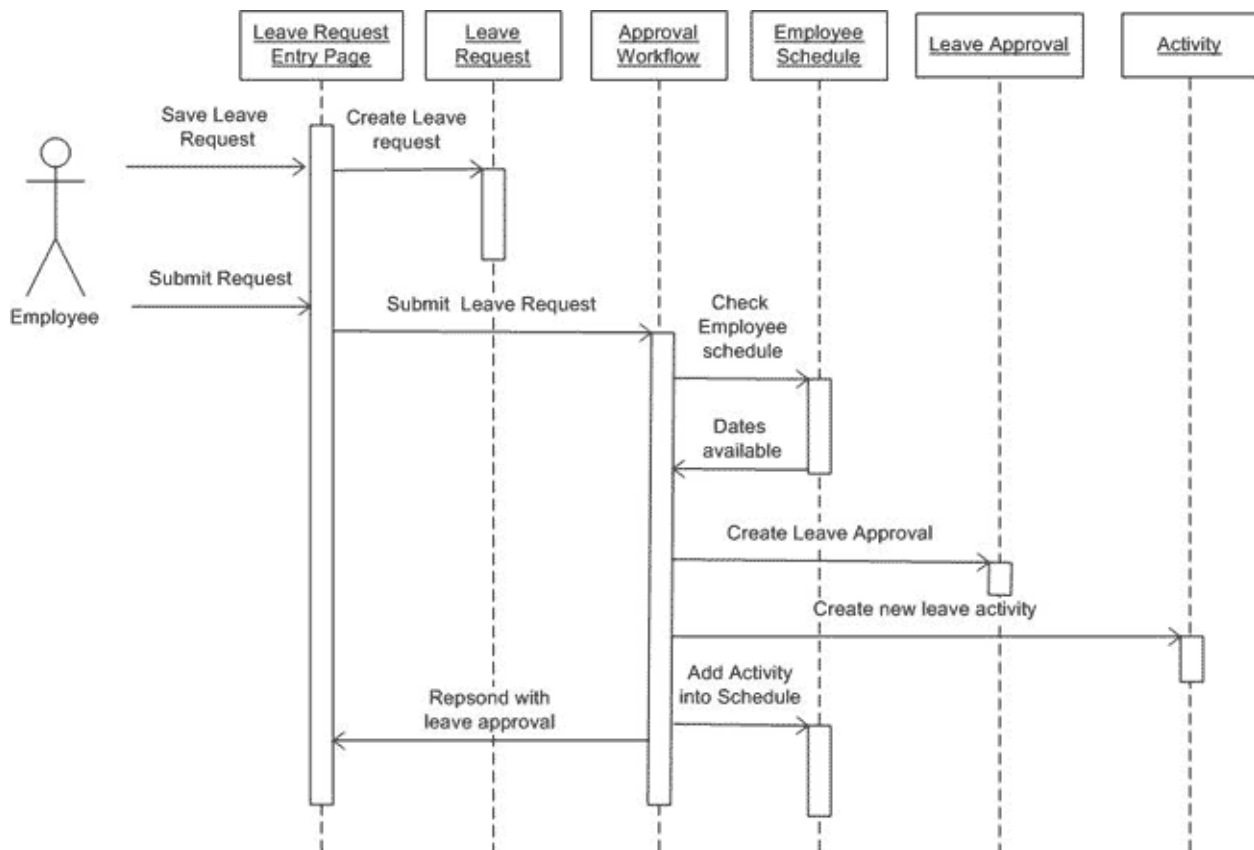 Leave Request
Entry Page
Leave
Request
Approval
Workflow
Employee
Schedule
Leave Approval
Activity
Save Leave
Request
Create Leave
request
Submit Request
Employee
Submit Leave Request
Check
Employee
schedule
Dates
available
Create Leave Approval
Create new leave activity
Add Activity
into Schedule
Repsond with
leave approval